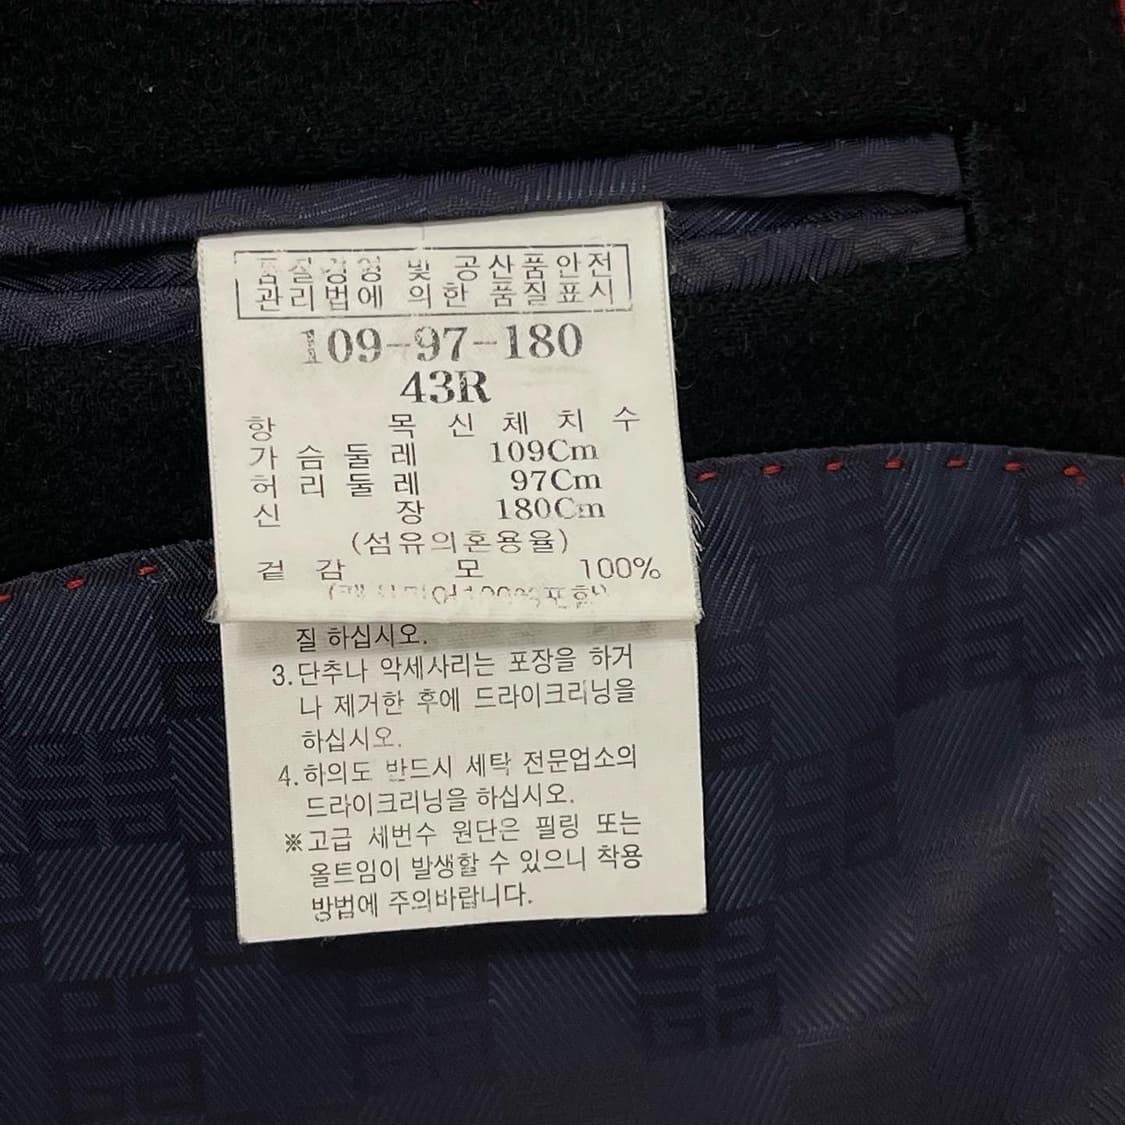 품질경영 및 공산품안전
관리법에 의한 품질표시
109-97-180
43R
항 목 신 체 치 수
가 슴 둘 레 109Cm
허 리 둘 레 97Cm
신 장 180Cm
(섬유의혼용율)
겉 감 모 100%
질 하십시오.
3.단추나 악세사리는 포장을 하거
나 제거한 후에 드라이크리닝을
하십시오.
4.하의도 반드시 세탁 전문업소의
드라이크리닝을 하십시오.
※고급 세번수 원단은 필링 또는
올트임이 발생할 수 있으니 착용
방법에 주의바랍니다.